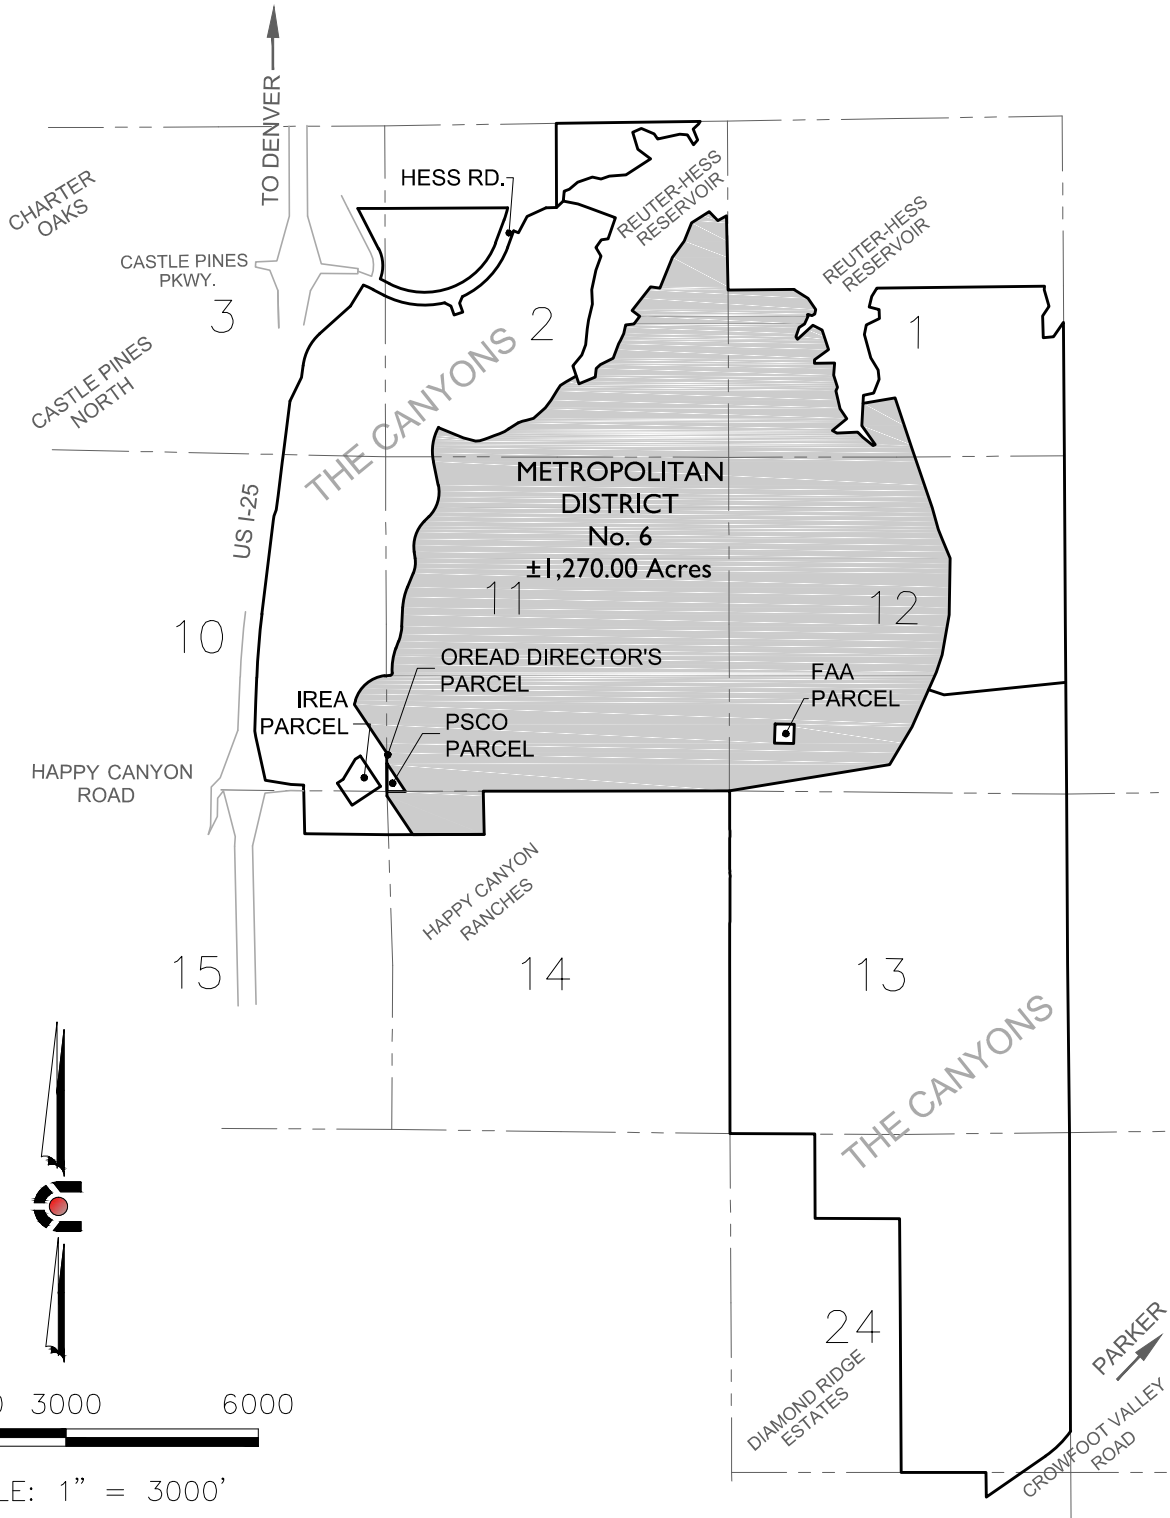 TO DENVER
CHARTER
OAKS
HESS RD.
REUTER-HESS
RESERVOIR
REUTER-HESS
RESERVOIR
CASTLE PINES
PKWY.
3
2
1
CASTLE PINES
NORTH
THE CANYONS
US I-25
METROPOLITAN
DISTRICT
No. 6
±1,270.00 Acres
11
12
10
OREAD DIRECTOR'S
PARCEL
IREA
PARCEL
PSCO
PARCEL
FAA
PARCEL
HAPPY CANYON
ROAD
HAPPY CANYON
RANCHES
15
14
13
THE CANYONS
24
DIAMOND RIDGE
ESTATES
PARKER
CROWFOOT VALLEY
ROAD
3000 6000
LE: 1" = 3000'